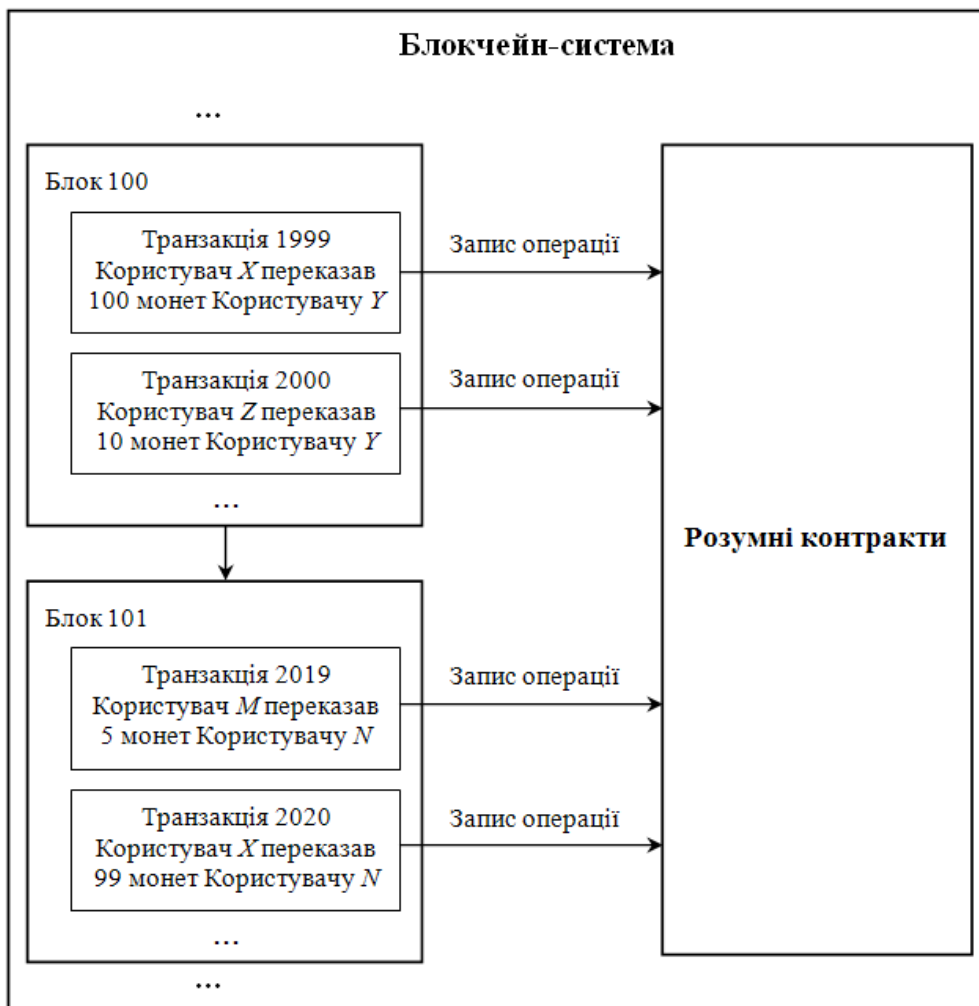 Блокчейн-система
...
Блок 100
Транзакція 1999
Користувач X переказав
100 монет Користувачу Y
Запис операції
Транзакція 2000
Користувач Z переказав
10 монет Користувачу Y
Запис операції
...
Розумні контракти
Блок 101
Транзакція 2019
Користувач M переказав
5 монет Користувачу N
Запис операції
Транзакція 2020
Користувач X переказав
99 монет Користувачу N
Запис операції
...
...